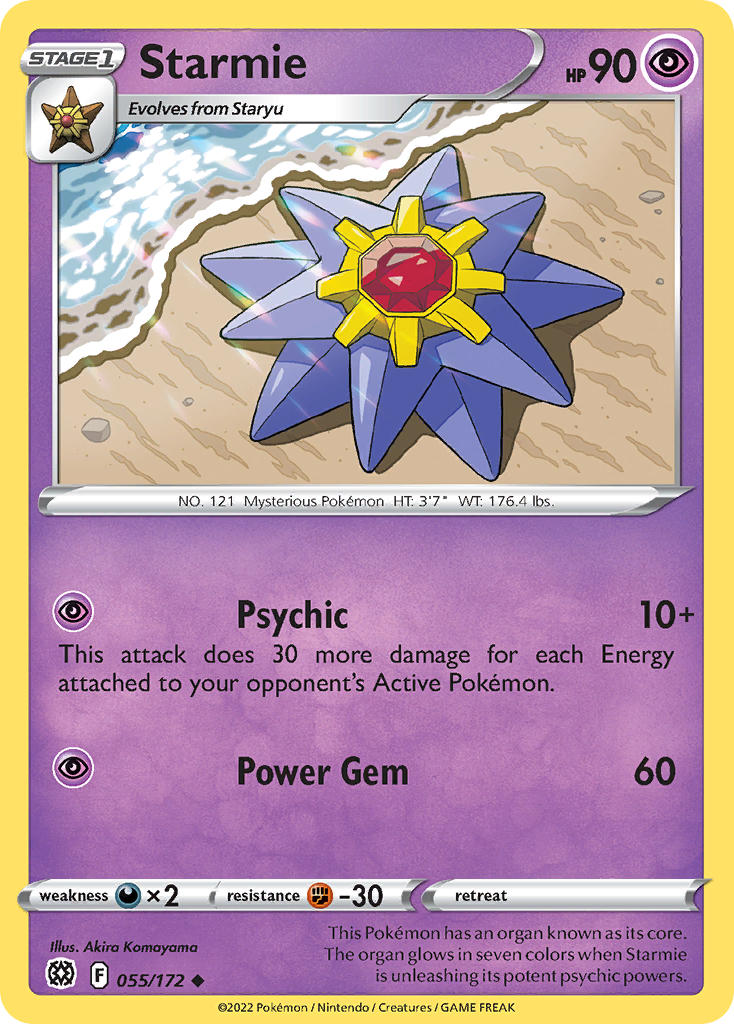 STAGE1
Starmie
HP 90
Evolves from Staryu
NO. 121 Mysterious Pokémon HT: 3'7" WT: 176.4 lbs.
Psychic 10+
This attack does 30 more damage for each Energy
attached to your opponent's Active Pokémon.
Power Gem 60
weakness ×2 resistance -30 retreat
Illus. Akira Komayama
F 055/172
This Pokémon has an organ known as its core.
The organ glows in seven colors when Starmie
is unleashing its potent psychic powers.
©2022 Pokémon / Nintendo / Creatures / GAME FREAK